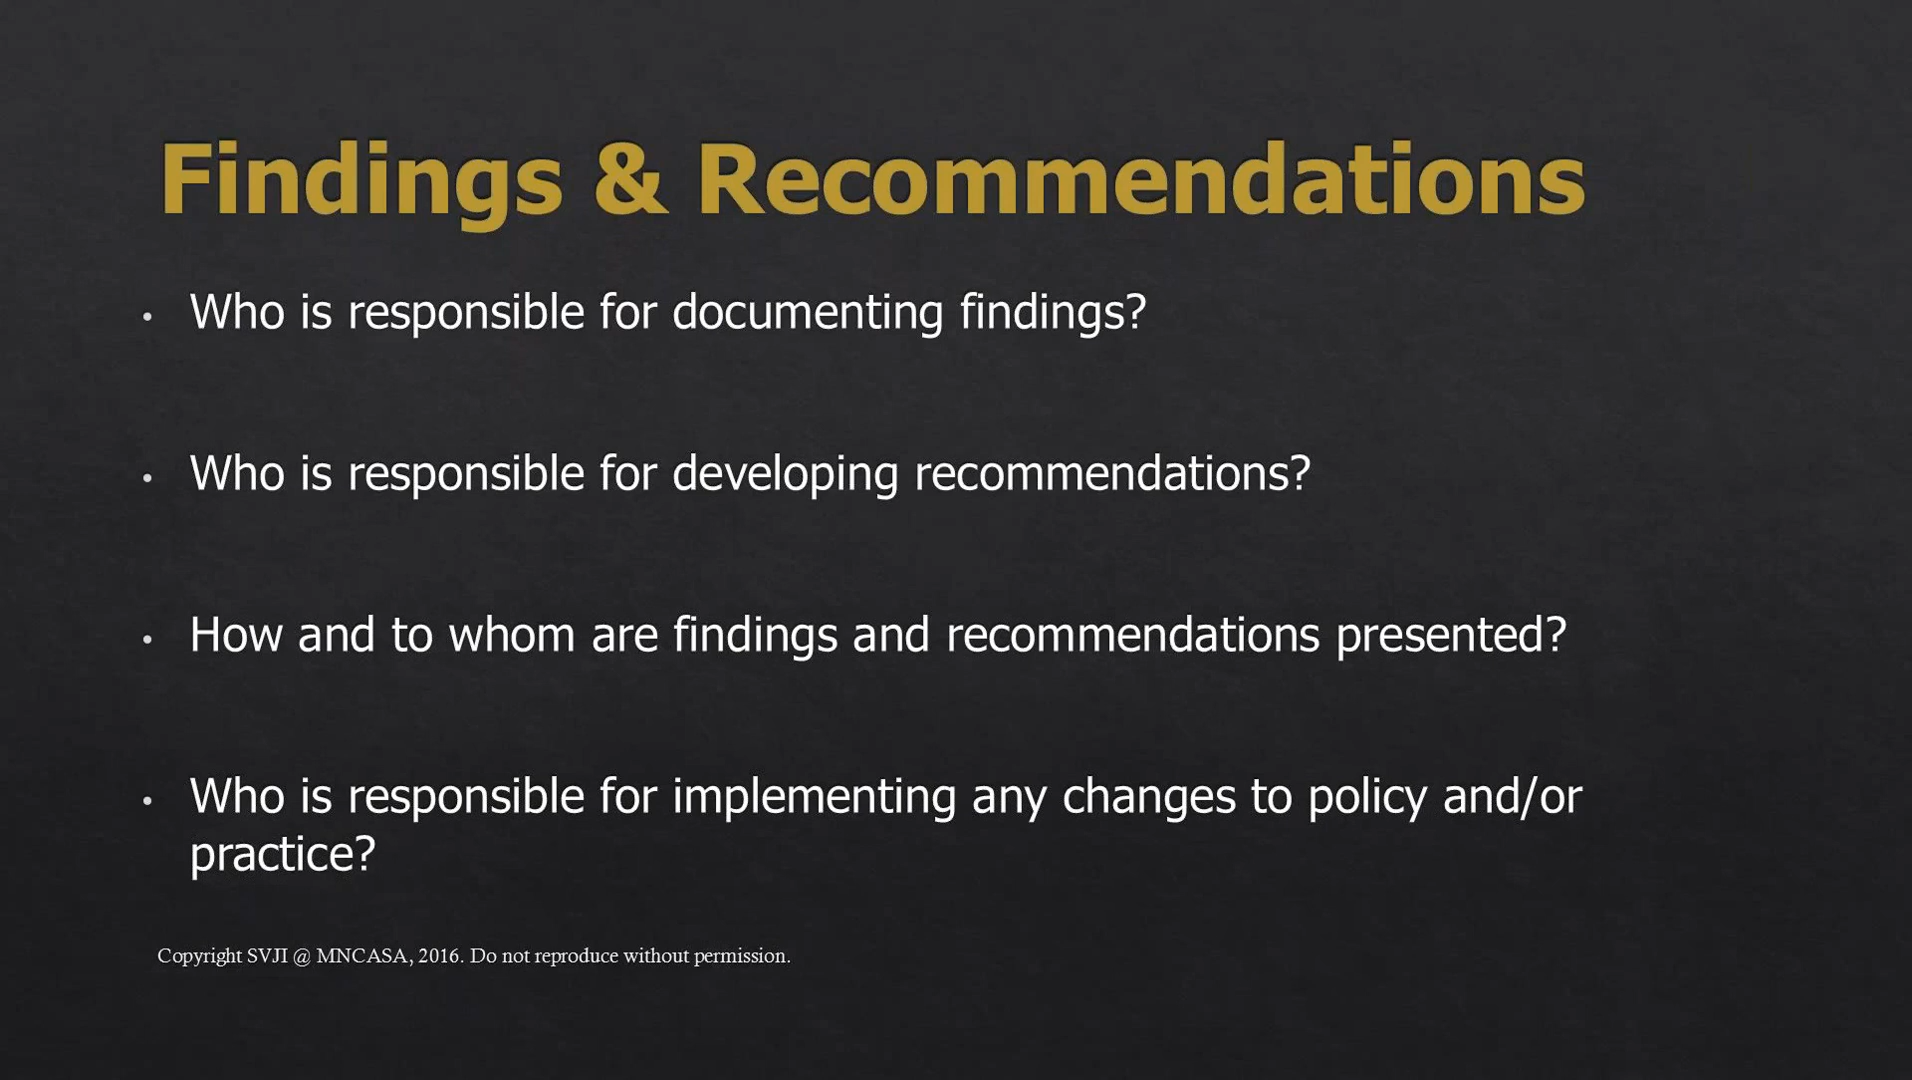 Findings & Recommendations
• Who is responsible for documenting findings?
• Who is responsible for developing recommendations?
• How and to whom are findings and recommendations presented?
• Who is responsible for implementing any changes to policy and/or
practice?
Copyright SVJI @ MNCASA, 2016. Do not reproduce without permission.